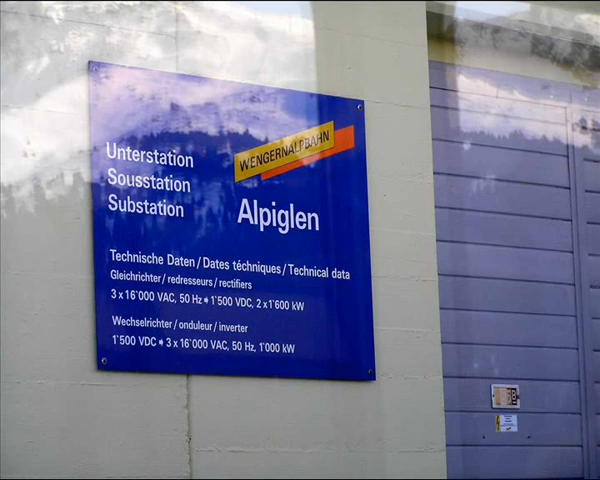 Unterstation
Sousstation
Substation
WENGERNALPBAHN
Alpiglen
Technische Daten / Dates téchniques / Technical data
Gleichrichter / redresseurs / rectifiers
3 x 16'000 VAC, 50 Hz ➧ 1'500 VDC, 2 x 1'600 kW
Wechselrichter / onduleur / inverter
1'500 VDC ➧ 3 x 16'000 VAC, 50 Hz, 1'000 kW